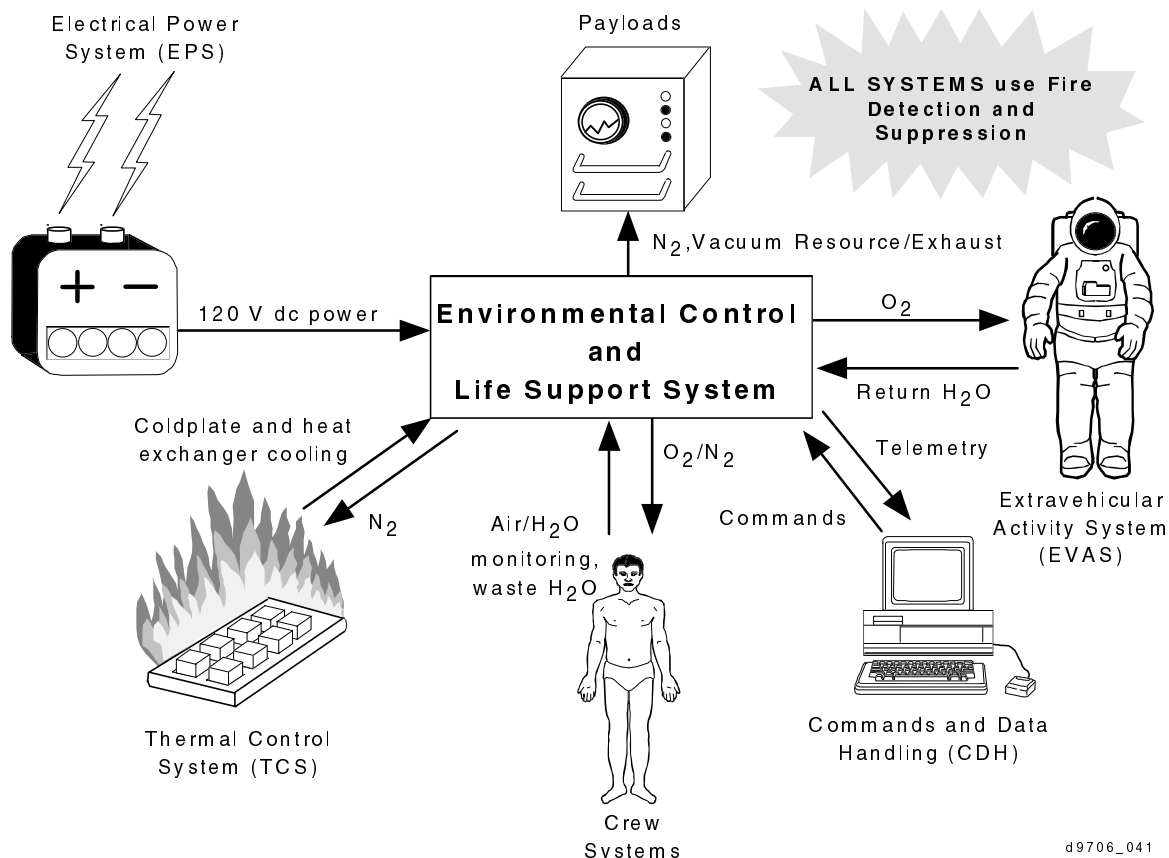 Electrical Power
System (EPS)
Payloads
ALL SYSTEMS use Fire
Detection and
Suppression
N2,Vacuum Resource/Exhaust
120 V dc power
Environmental Control
and
Life Support System
O2
Return H2O
Coldplate and heat
exchanger cooling
N2
O2/N2
Telemetry
Air/H2O
monitoring,
waste H2O
Commands
Extravehicular
Activity System
(EVAS)
Thermal Control
System (TCS)
Commands and Data
Handling (CDH)
Crew
Systems
d9706_041